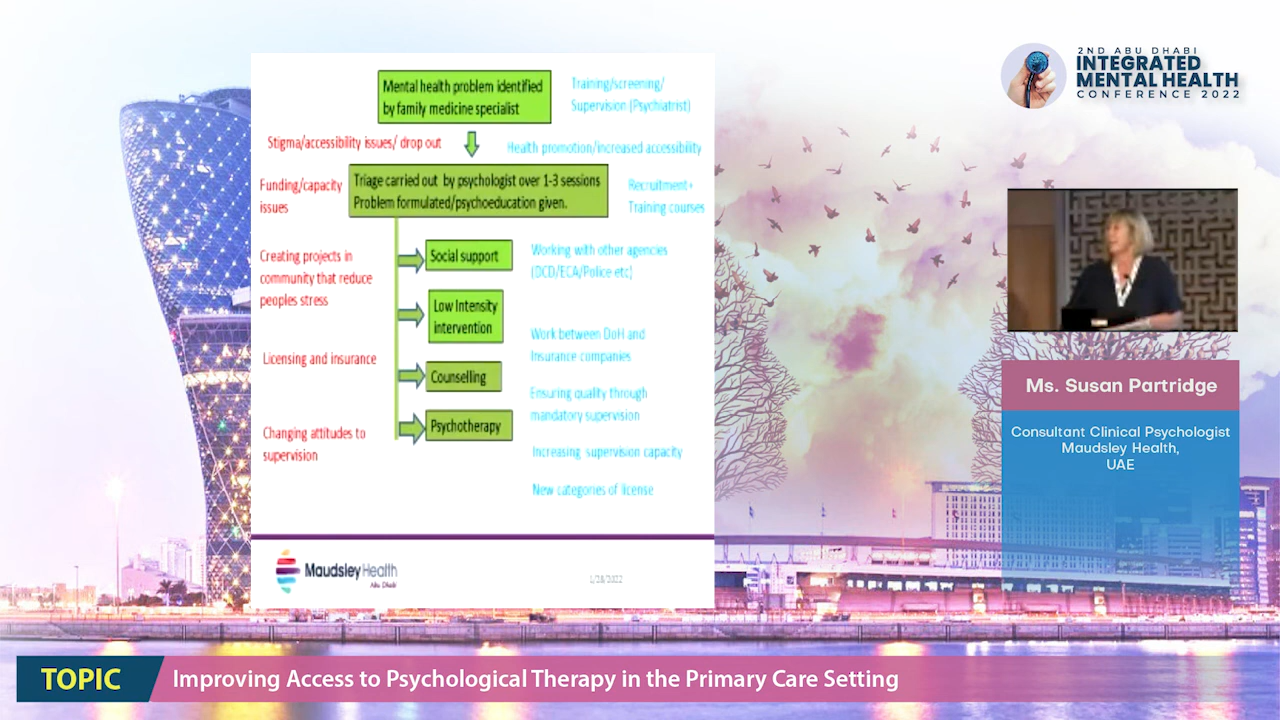 2ND ABU DHABI
INTEGRATED
MENTAL HEALTH
CONFERENCE 2022
Mental health problem identified
by family medicine specialist
Training/screening/
Supervision (Psychiatrist)
Stigma/accessibility issues/ drop out
Health promotion/increased accessibility
Funding/capacity
issues
Triage carried out by psychologist over 1-3 sessions
Problem formulated/psychoeducation given.
Recruitment+
Training courses
Creating projects in
community that reduce
peoples stress
Social support
Working with other agencies
(DCD/ECA/Police etc)
Low Intensity
intervention
Work between DoH and
Insurance companies
Licensing and insurance
Counselling
Ensuring quality through
mandatory supervision
Changing attitudes to
supervision
Psychotherapy
Increasing supervision capacity
New categories of license
Maudsley Health
Abu Dhabi
1/28/2022
Ms. Susan Partridge
Consultant Clinical Psychologist
Maudsley Health,
UAE
TOPIC
Improving Access to Psychological Therapy in the Primary Care Setting